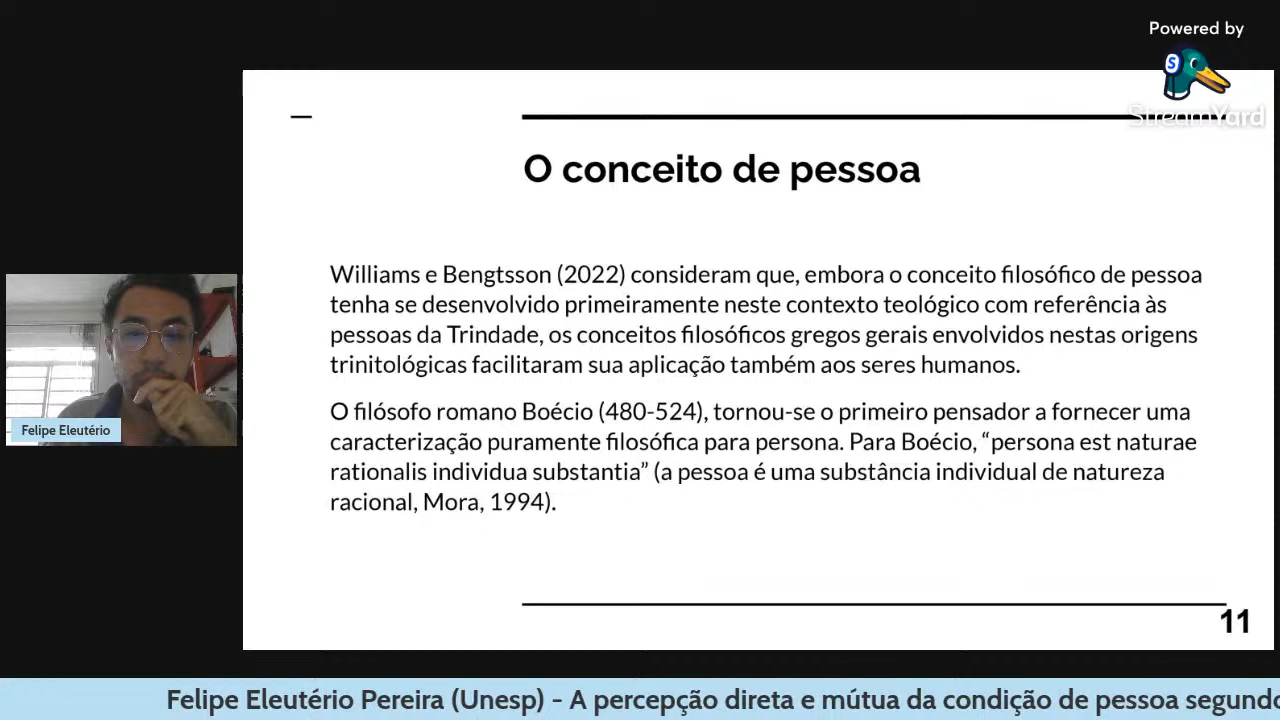 Powered by
S
StreamYard
O conceito de pessoa
Williams e Bengtsson (2022) consideram que, embora o conceito filosófico de pessoa
tenha se desenvolvido primeiramente neste contexto teológico com referência às
pessoas da Trindade, os conceitos filosóficos gregos gerais envolvidos nestas origens
trinitológicas facilitaram sua aplicação também aos seres humanos.
O filósofo romano Boécio (480-524), tornou-se o primeiro pensador a fornecer uma
caracterização puramente filosófica para persona. Para Boécio, “persona est naturae
rationalis individua substantia” (a pessoa é uma substância individual de natureza
racional, Mora, 1994).
Felipe Eleutério
11
Felipe Eleutério Pereira (Unesp) - A percepção direta e mútua da condição de pessoa segundo